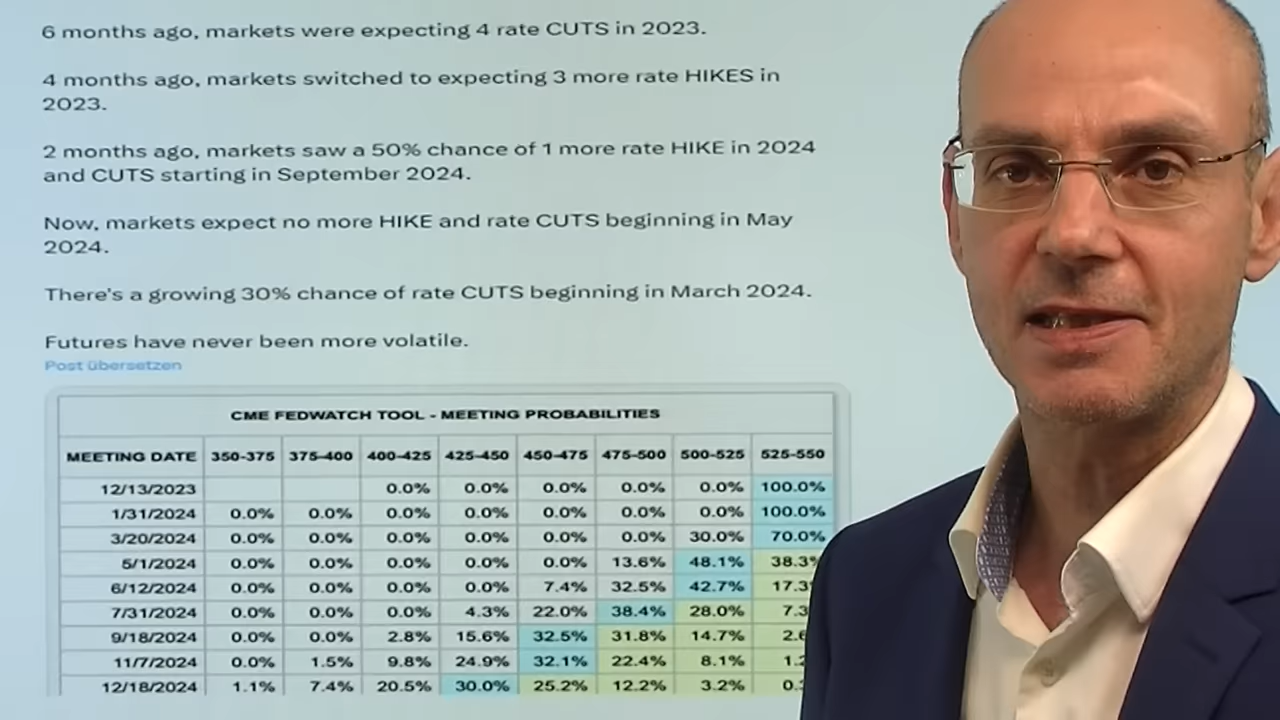 6 months ago, markets were expecting 4 rate CUTS in 2023.
4 months ago, markets switched to expecting 3 more rate HIKES in
2023.
2 months ago, markets saw a 50% chance of 1 more rate HIKE in 2024
and CUTS starting in September 2024.
Now, markets expect no more HIKE and rate CUTS beginning in May
2024.
There's a growing 30% chance of rate CUTS beginning in March 2024.
Futures have never been more volatile.
Post übersetzen
CME FEDWATCH TOOL - MEETING PROBABILITIES
MEETING DATE 350-375 375-400 400-425 425-450 450-475 475-500 500-525 525-550
12/13/2023 0.0% 0.0% 0.0% 0.0% 0.0% 100.0%
1/31/2024 0.0% 0.0% 0.0% 0.0% 0.0% 0.0% 0.0% 100.0%
3/20/2024 0.0% 0.0% 0.0% 0.0% 0.0% 0.0% 30.0% 70.0%
5/1/2024 0.0% 0.0% 0.0% 0.0% 0.0% 13.6% 48.1% 38.3%
6/12/2024 0.0% 0.0% 0.0% 0.0% 7.4% 32.5% 42.7% 17.3
7/31/2024 0.0% 0.0% 0.0% 4.3% 22.0% 38.4% 28.0% 7.3
9/18/2024 0.0% 0.0% 2.8% 15.6% 32.5% 31.8% 14.7%
11/7/2024 0.0% 1.5% 9.8% 24.9% 32.1% 22.4% 8.1%
12/18/2024 1.1% 7.4% 20.5% 30.0% 25.2% 12.2% 3.2%